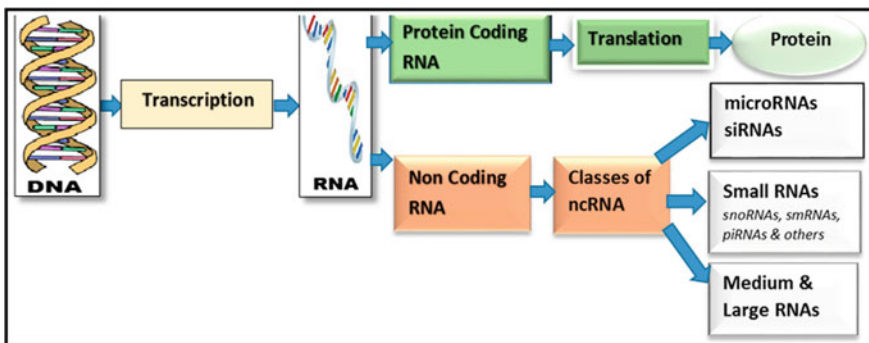 DNA
Transcription
RNA
Protein Coding
RNA
Translation
Protein
Non Coding
RNA
Classes of
ncRNA
microRNAs
siRNAs
Small RNAs
snoRNAs, smRNAs,
piRNAs & others
Medium &
Large RNAs